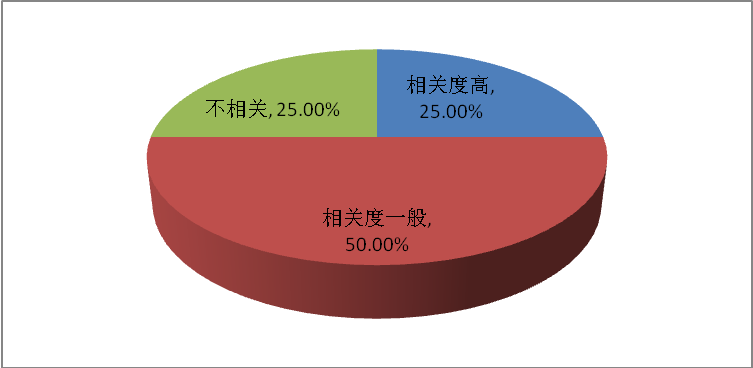 不相关, 25.00%
相关度高,
25.00%
相关度一般,
50.00%